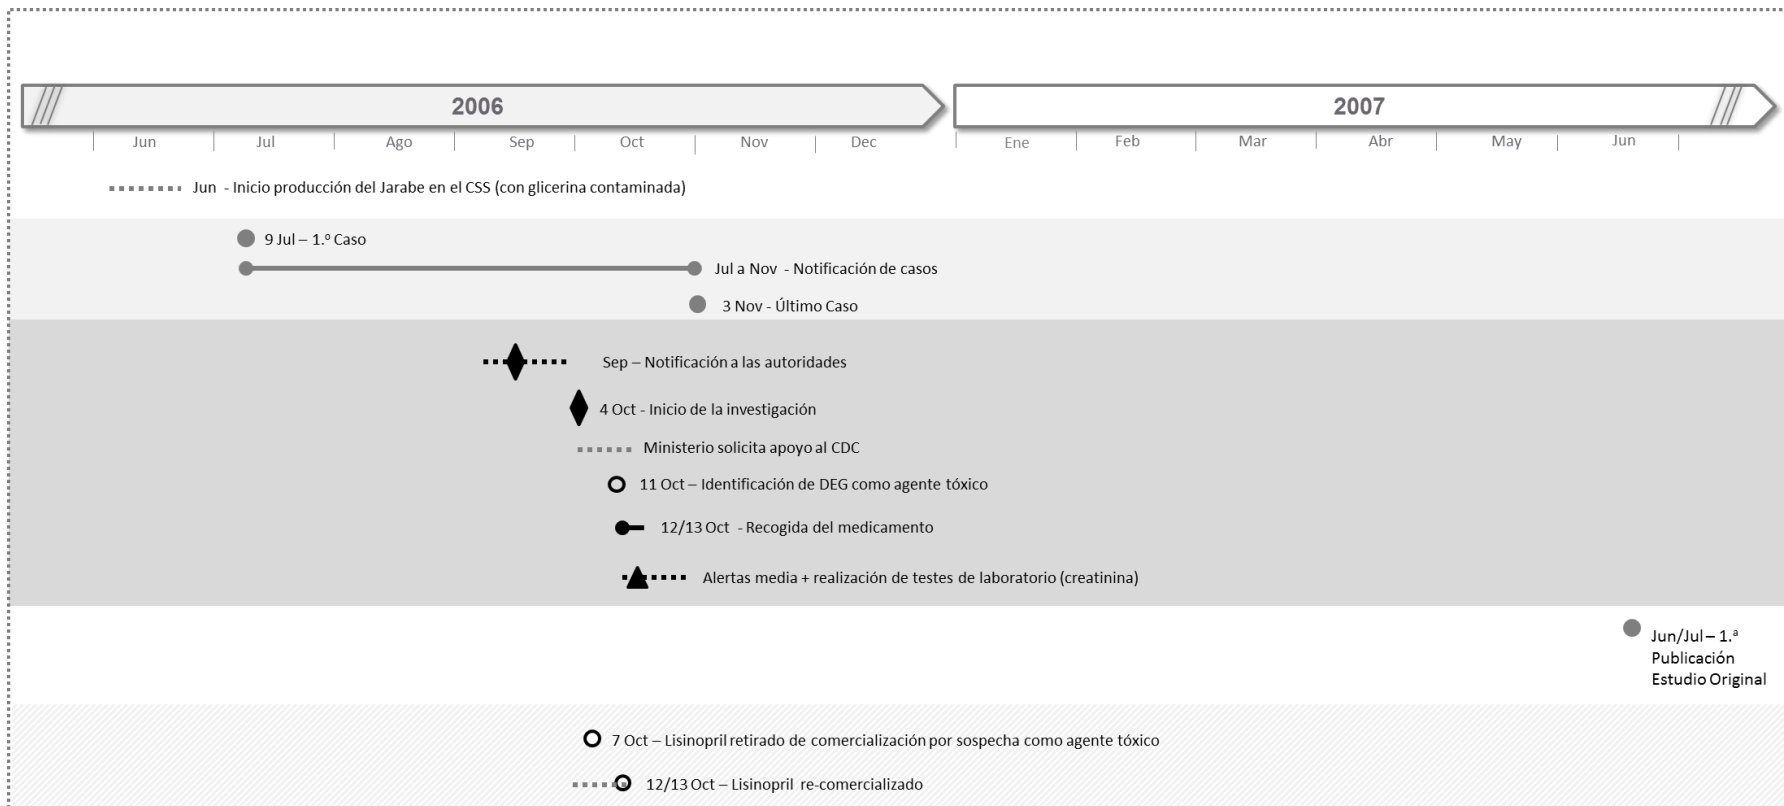 2006
2007
Jun
Jul
Ago
Sep
Oct
Nov
Dec
Ene
Feb
Mar
Abr
May
Jun
Jun - Inicio producción del Jarabe en el CSS (con glicerina contaminada)
9 Jul – 1.º Caso
Jul a Nov - Notificación de casos
3 Nov - Último Caso
Sep – Notificación a las autoridades
4 Oct - Inicio de la investigación
Ministerio solicita apoyo al CDC
11 Oct – Identificación de DEG como agente tóxico
12/13 Oct - Recogida del medicamento
Alertas media + realización de testes de laboratorio (creatinina)
Jun/Jul – 1.ª
Publicación
Estudio Original
7 Oct – Lisinopril retirado de comercialización por sospecha como agente tóxico
12/13 Oct – Lisinopril re-comercializado